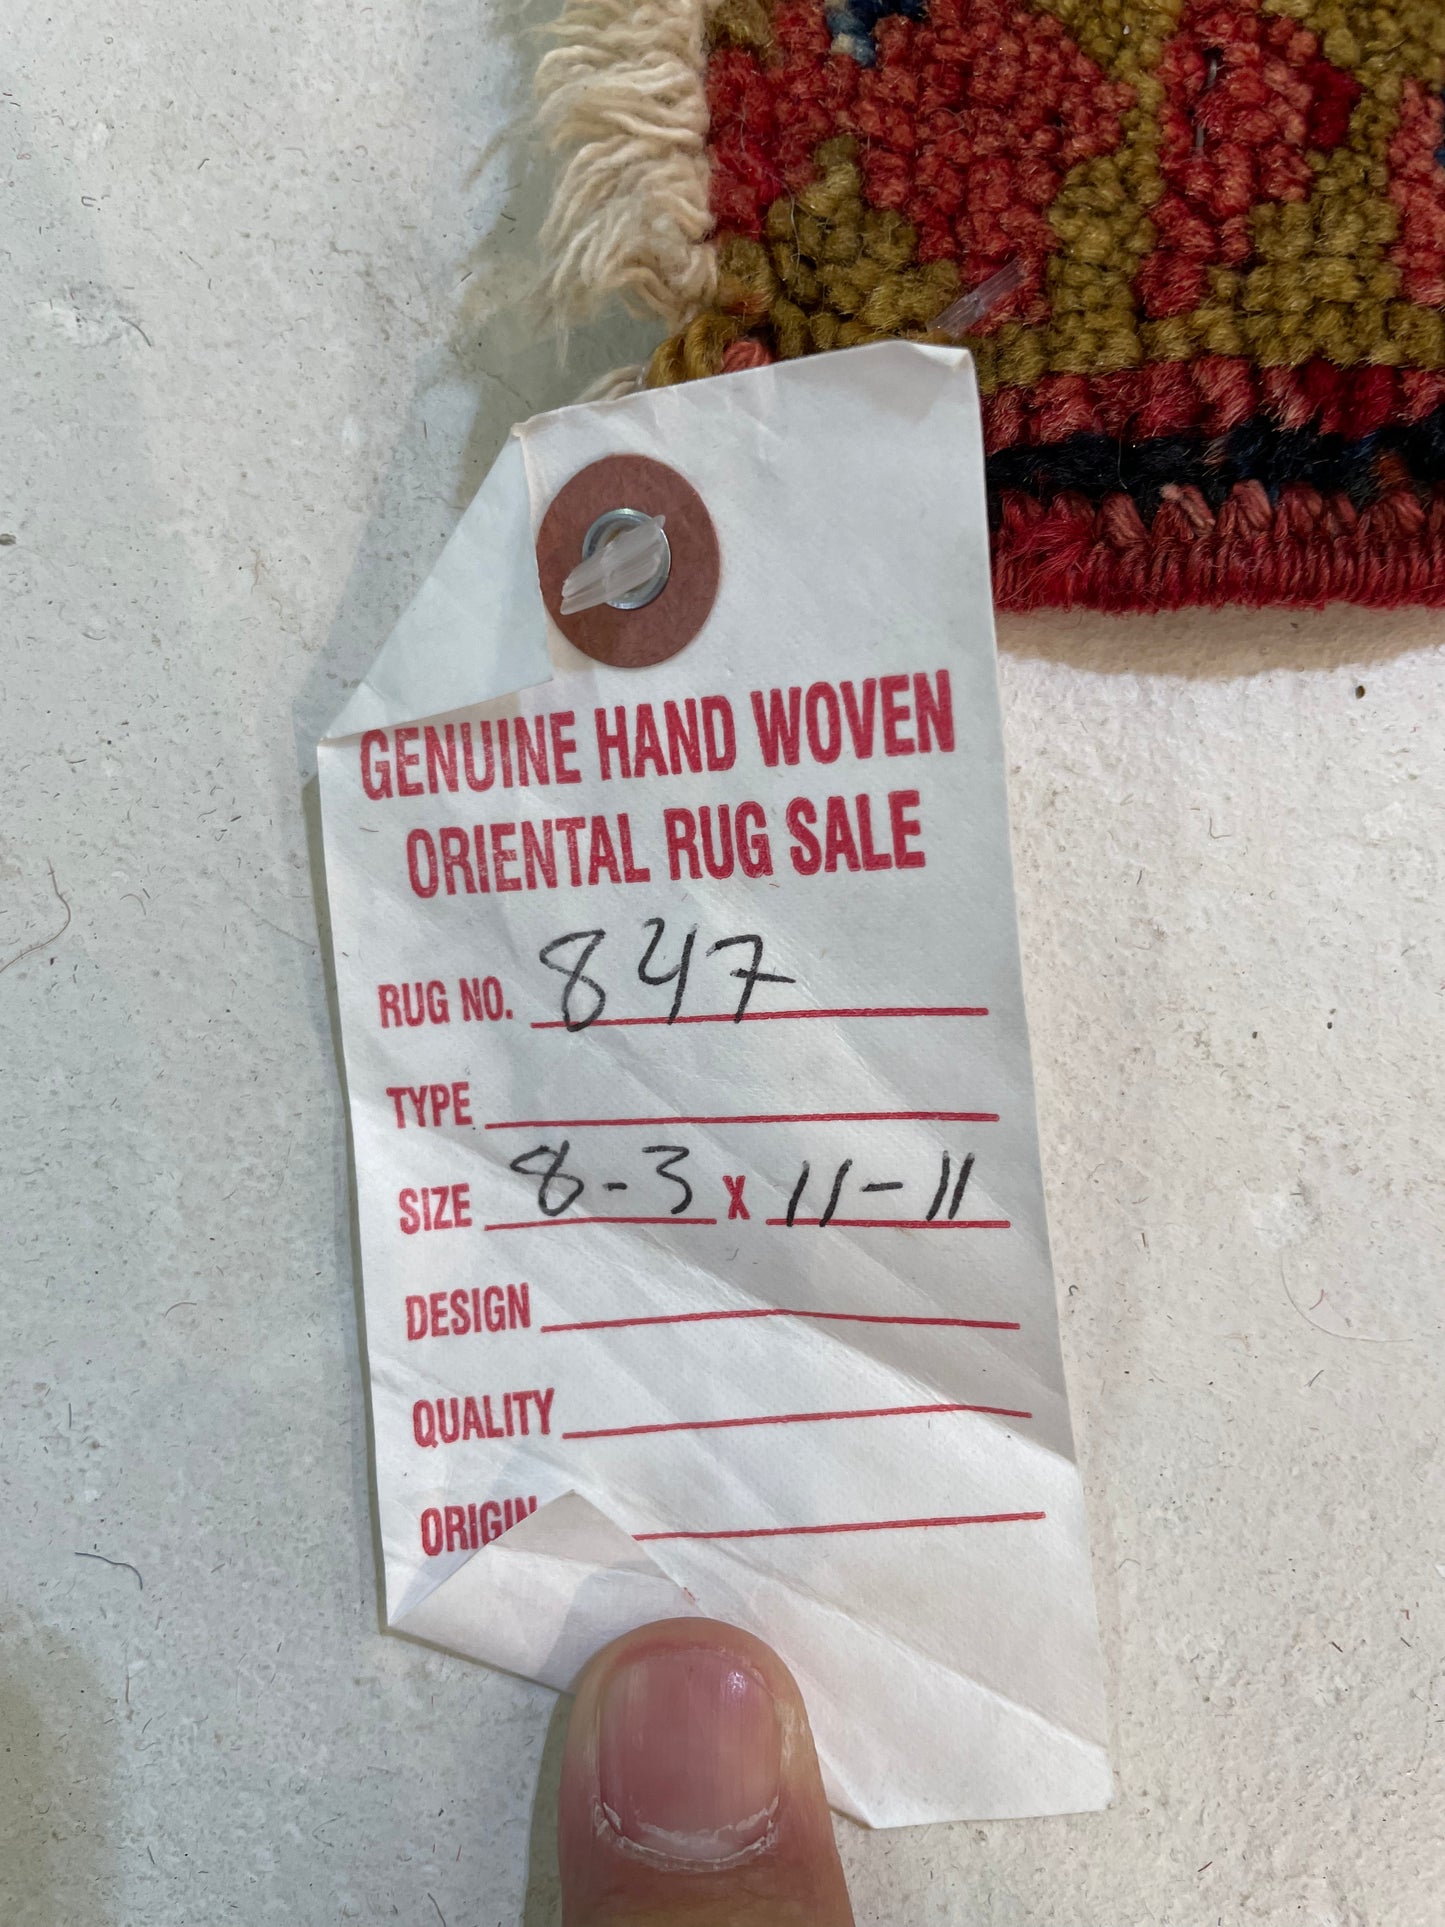 GENUINE HAND WOVEN
ORIENTAL RUG SALE
RUG NO. 847
TYPE
SIZE 8-3 X 11-11
DESIGN
QUALITY
ORIGIN